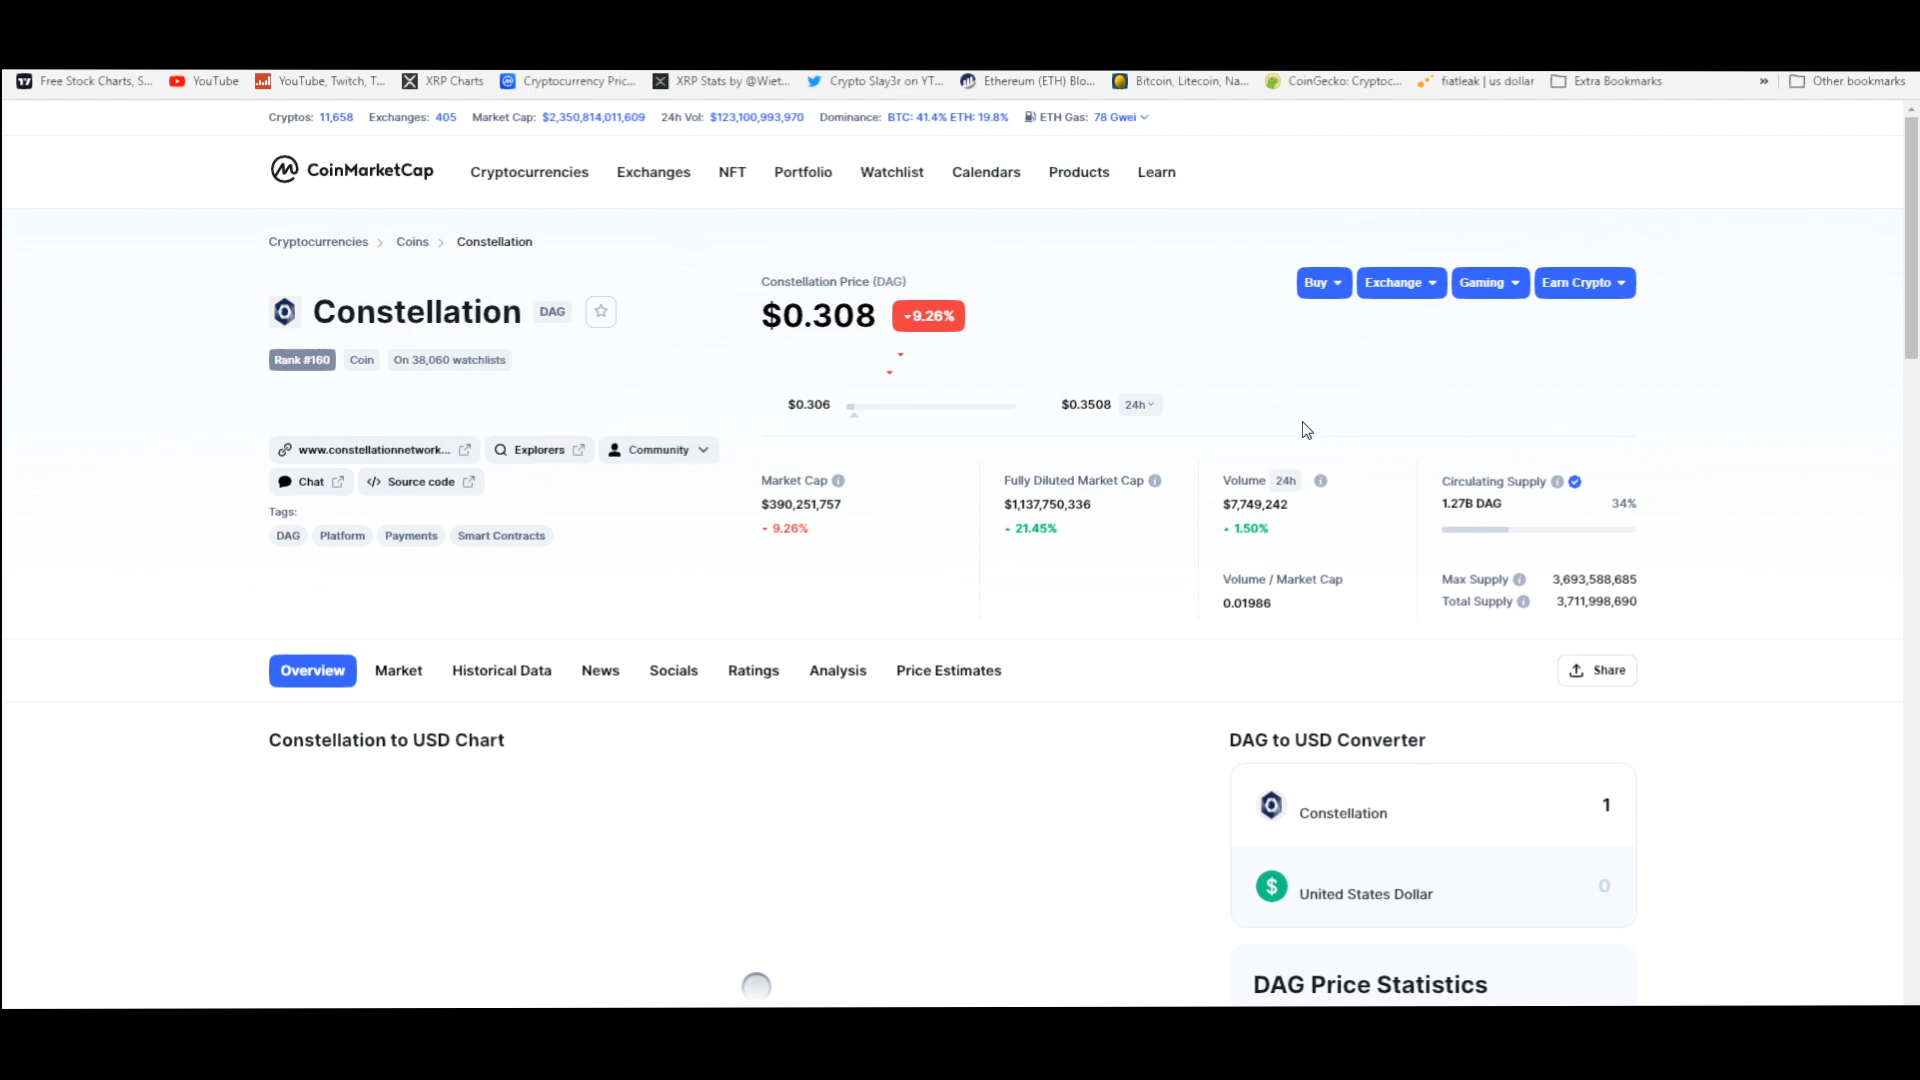 Free Stock Charts, S... YouTube YouTube, Twitch, T... XRP Charts Cryptocurrency Pric... XRP Stats by @Wiet... Crypto Slay3r on YT... Ethereum (ETH) Blo... Bitcoin, Litecoin, Na... CoinGecko: Cryptoc... fiatleak | us dollar Extra Bookmarks » Other bookmarks
Cryptos: 11,658 Exchanges: 405 Market Cap: $2,350,814,011,609 24h Vol: $123,100,993,970 Dominance: BTC: 41.4% ETH: 19.8% ETH Gas: 78 Gwei
CoinMarketCap Cryptocurrencies Exchanges NFT Portfolio Watchlist Calendars Products Learn
Cryptocurrencies > Coins > Constellation
Constellation Price (DAG)
Buy Exchange Gaming Earn Crypto
Constellation DAG
$0.308 9.26%
Rank #160 Coin On 38,060 watchlists
$0.306 $0.3508 24h
www.constellationnetwork... Explorers Community
Chat Source code
Tags:
DAG Platform Payments Smart Contracts
Market Cap
$390,251,757
9.26%
Fully Diluted Market Cap
$1,137,750,336
21.45%
Volume 24h
$7,749,242
1.50%
Volume / Market Cap
0.01986
Circulating Supply
1.27B DAG 34%
Max Supply 3,693,588,685
Total Supply 3,711,998,690
Overview Market Historical Data News Socials Ratings Analysis Price Estimates Share
Constellation to USD Chart
DAG to USD Converter
Constellation 1
$ United States Dollar 0
DAG Price Statistics